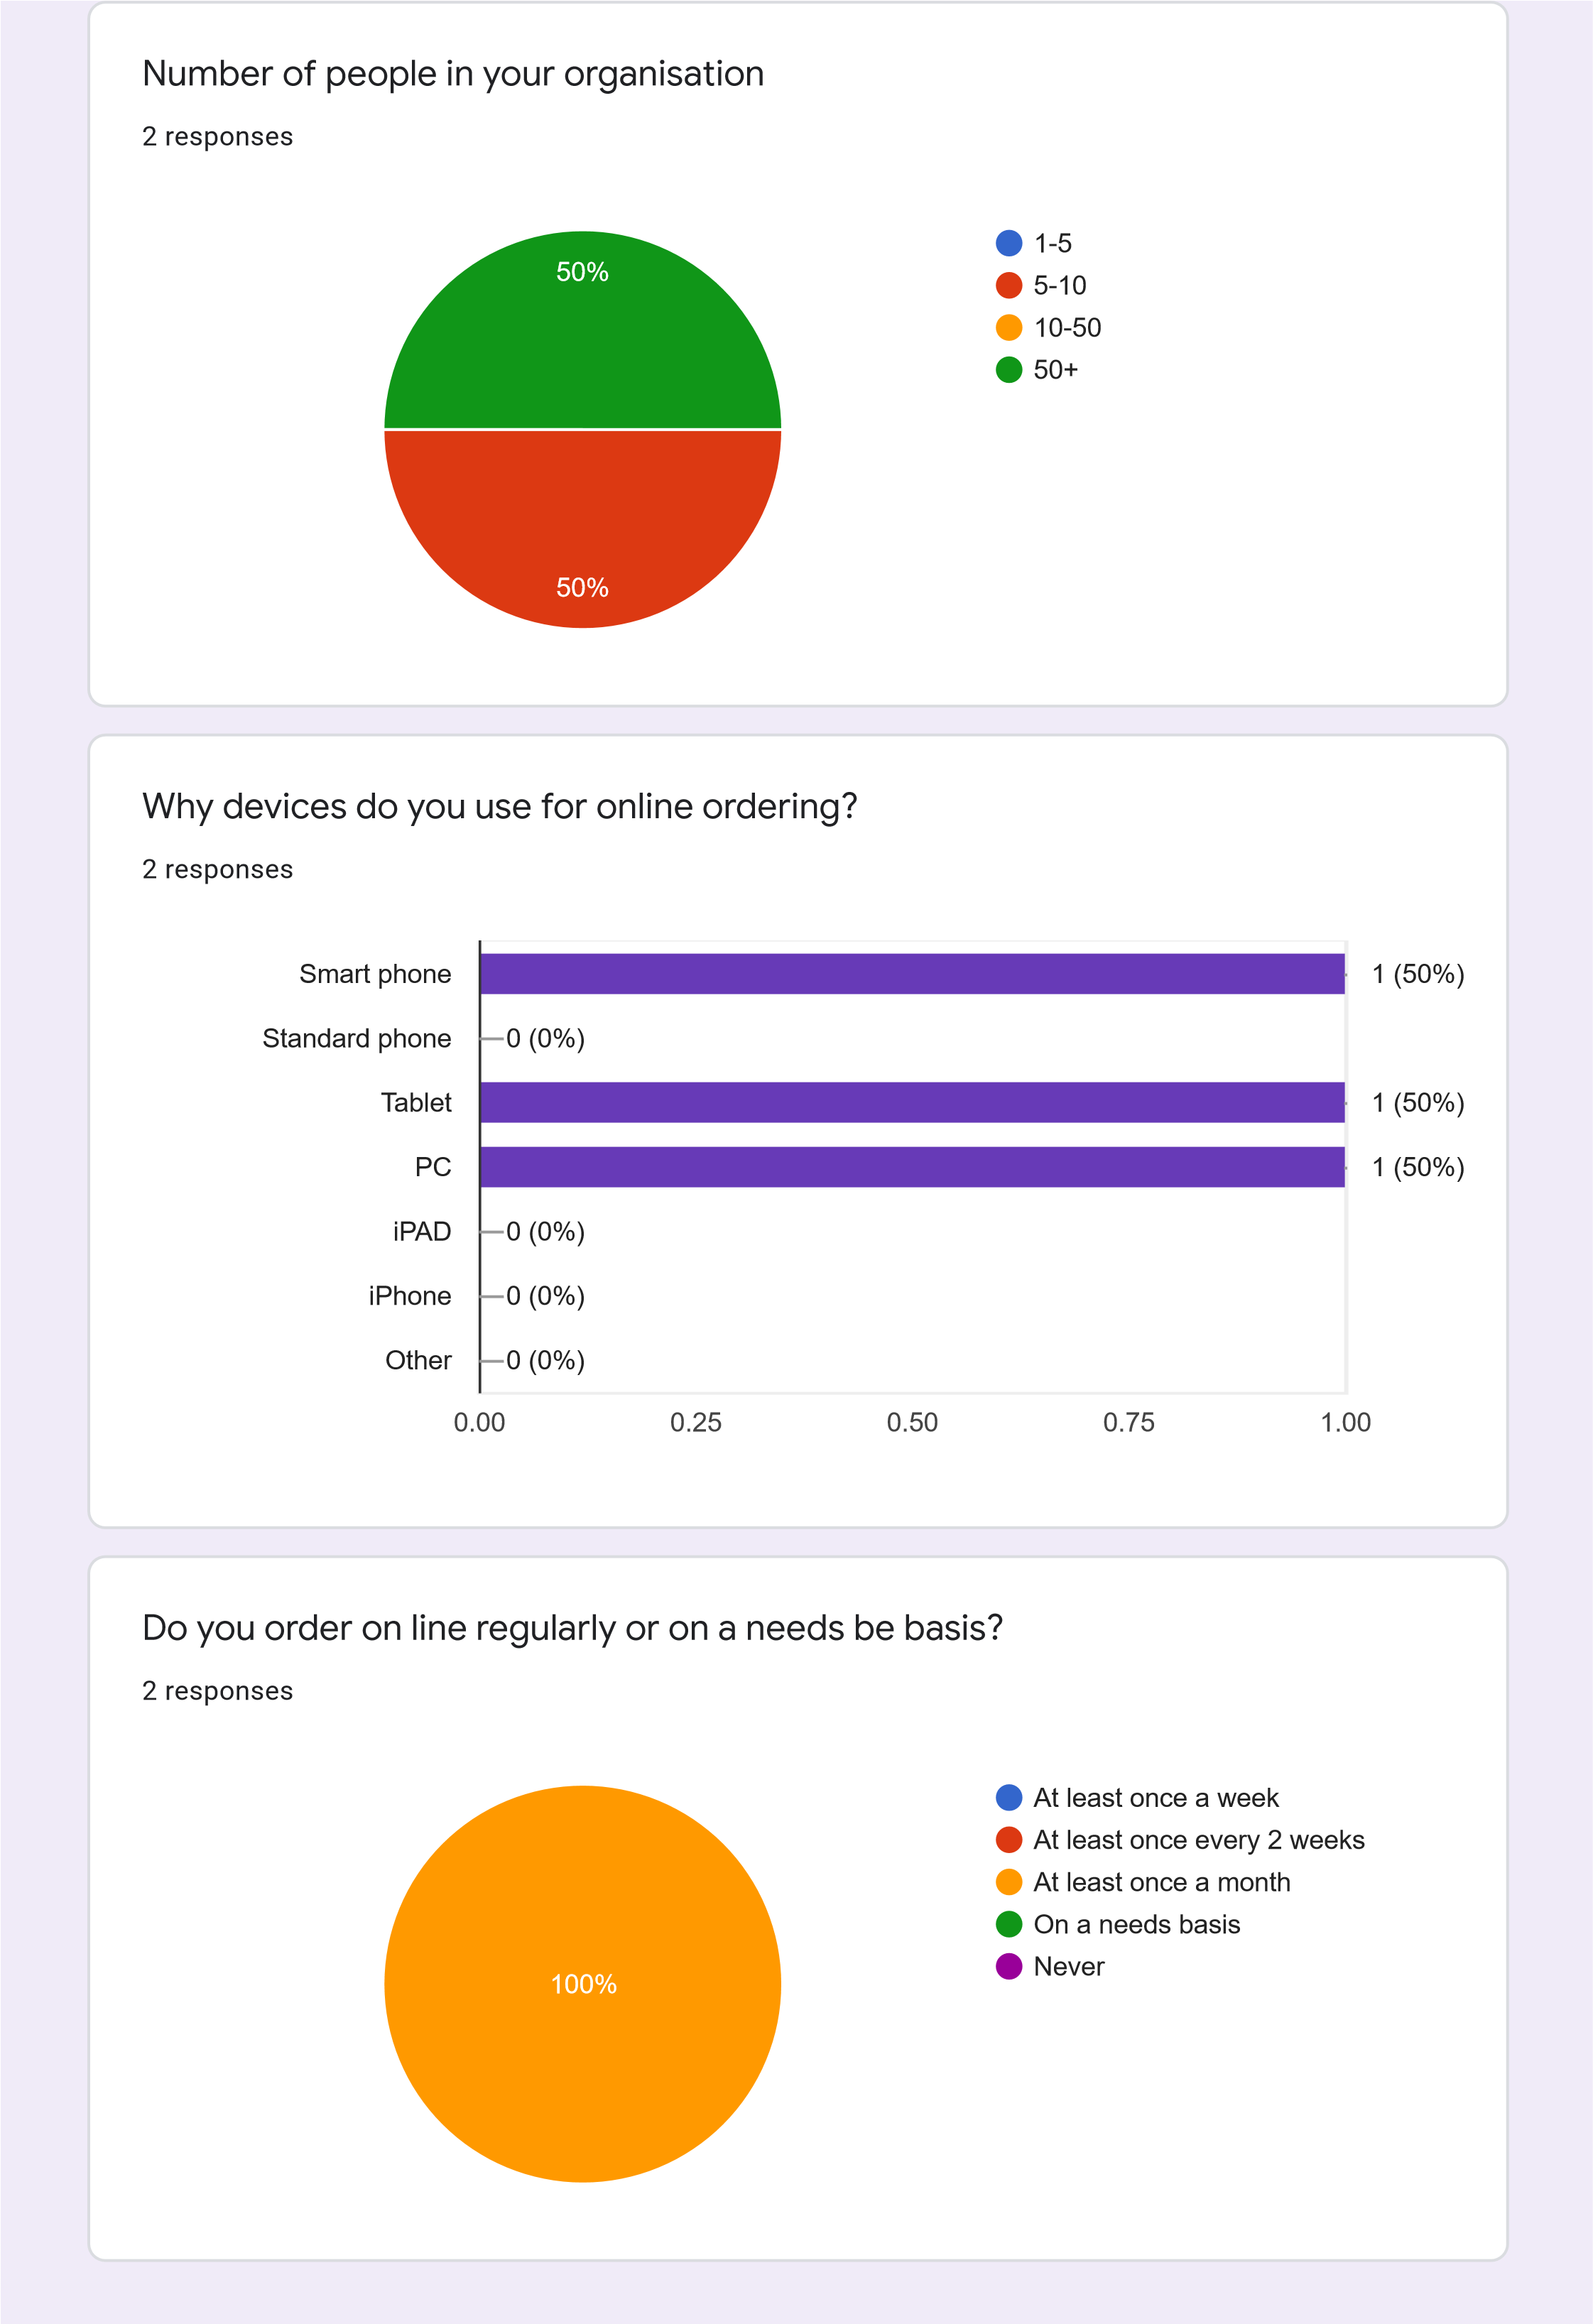 Number of people in your organisation
2 responses
50%
50%
1-5
5-10
10-50
50+
Why devices do you use for online ordering?
2 responses
Smart phone 1 (50%)
Standard phone 0 (0%)
Tablet 1 (50%)
PC 1 (50%)
iPAD 0 (0%)
iPhone 0 (0%)
Other 0 (0%)
0.00 0.25 0.50 0.75 1.00
Do you order on line regularly or on a needs be basis?
2 responses
100%
At least once a week
At least once every 2 weeks
At least once a month
On a needs basis
Never